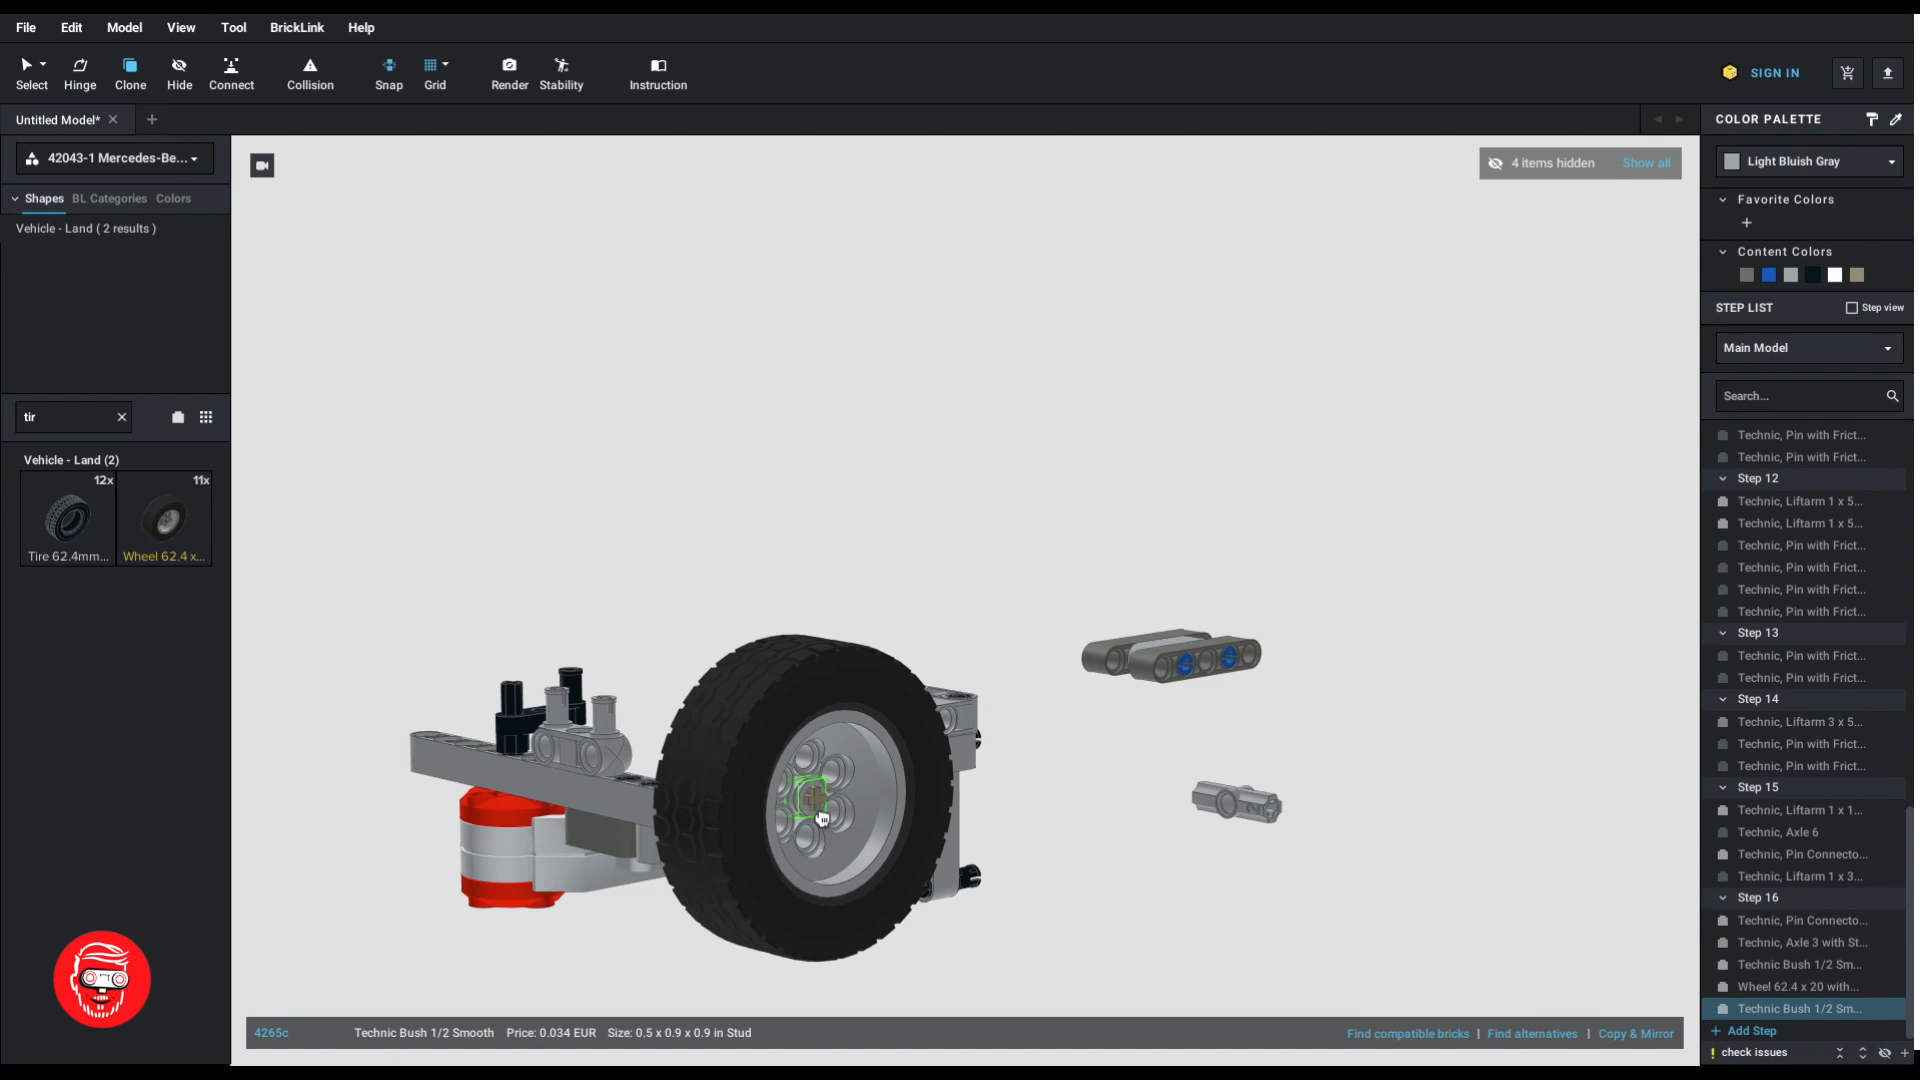 File Edit Model View Tool BrickLink Help
Select Hinge Clone Hide Connect Collision Snap Grid Render Stability Instruction
SIGN IN
Untitled Model*
42043-1 Mercedes-Be...
Shapes BL Categories Colors
Vehicle - Land ( 2 results )
tir
Vehicle - Land (2)
12x 11x
Tire 62.4mm... Wheel 62.4 x...
4 items hidden Show all
4265c Technic Bush 1/2 Smooth Price: 0.034 EUR Size: 0.5 x 0.9 x 0.9 in Stud
Find compatible bricks | Find alternatives | Copy & Mirror
COLOR PALETTE
Light Bluish Gray
Favorite Colors
+
Content Colors
STEP LIST Step view
Main Model
Search...
Technic, Pin with Frict...
Technic, Pin with Frict...
Step 12
Technic, Liftarm 1 x 5...
Technic, Liftarm 1 x 5...
Technic, Pin with Frict...
Technic, Pin with Frict...
Technic, Pin with Frict...
Technic, Pin with Frict...
Step 13
Technic, Pin with Frict...
Technic, Pin with Frict...
Step 14
Technic, Liftarm 3 x 5...
Technic, Pin with Frict...
Technic, Pin with Frict...
Step 15
Technic, Liftarm 1 x 1...
Technic, Axle 6
Technic, Pin Connecto...
Technic, Liftarm 1 x 3...
Step 16
Technic, Pin Connecto...
Technic, Axle 3 with St...
Technic Bush 1/2 Sm...
Wheel 62.4 x 20 with...
Technic Bush 1/2 Sm...
+ Add Step
! check issues